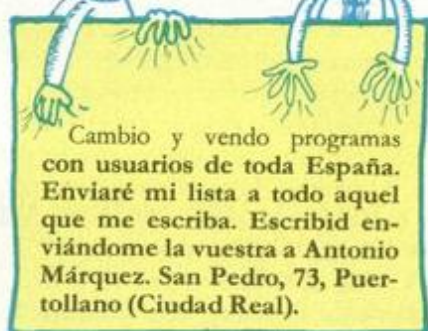 Cambio y vendo programas
con usuarios de toda España.
Enviaré mi lista a todo aquel
que me escriba. Escribid en-
viándome la vuestra a Antonio
Márquez. San Pedro, 73, Puer-
tollano (Ciudad Real).